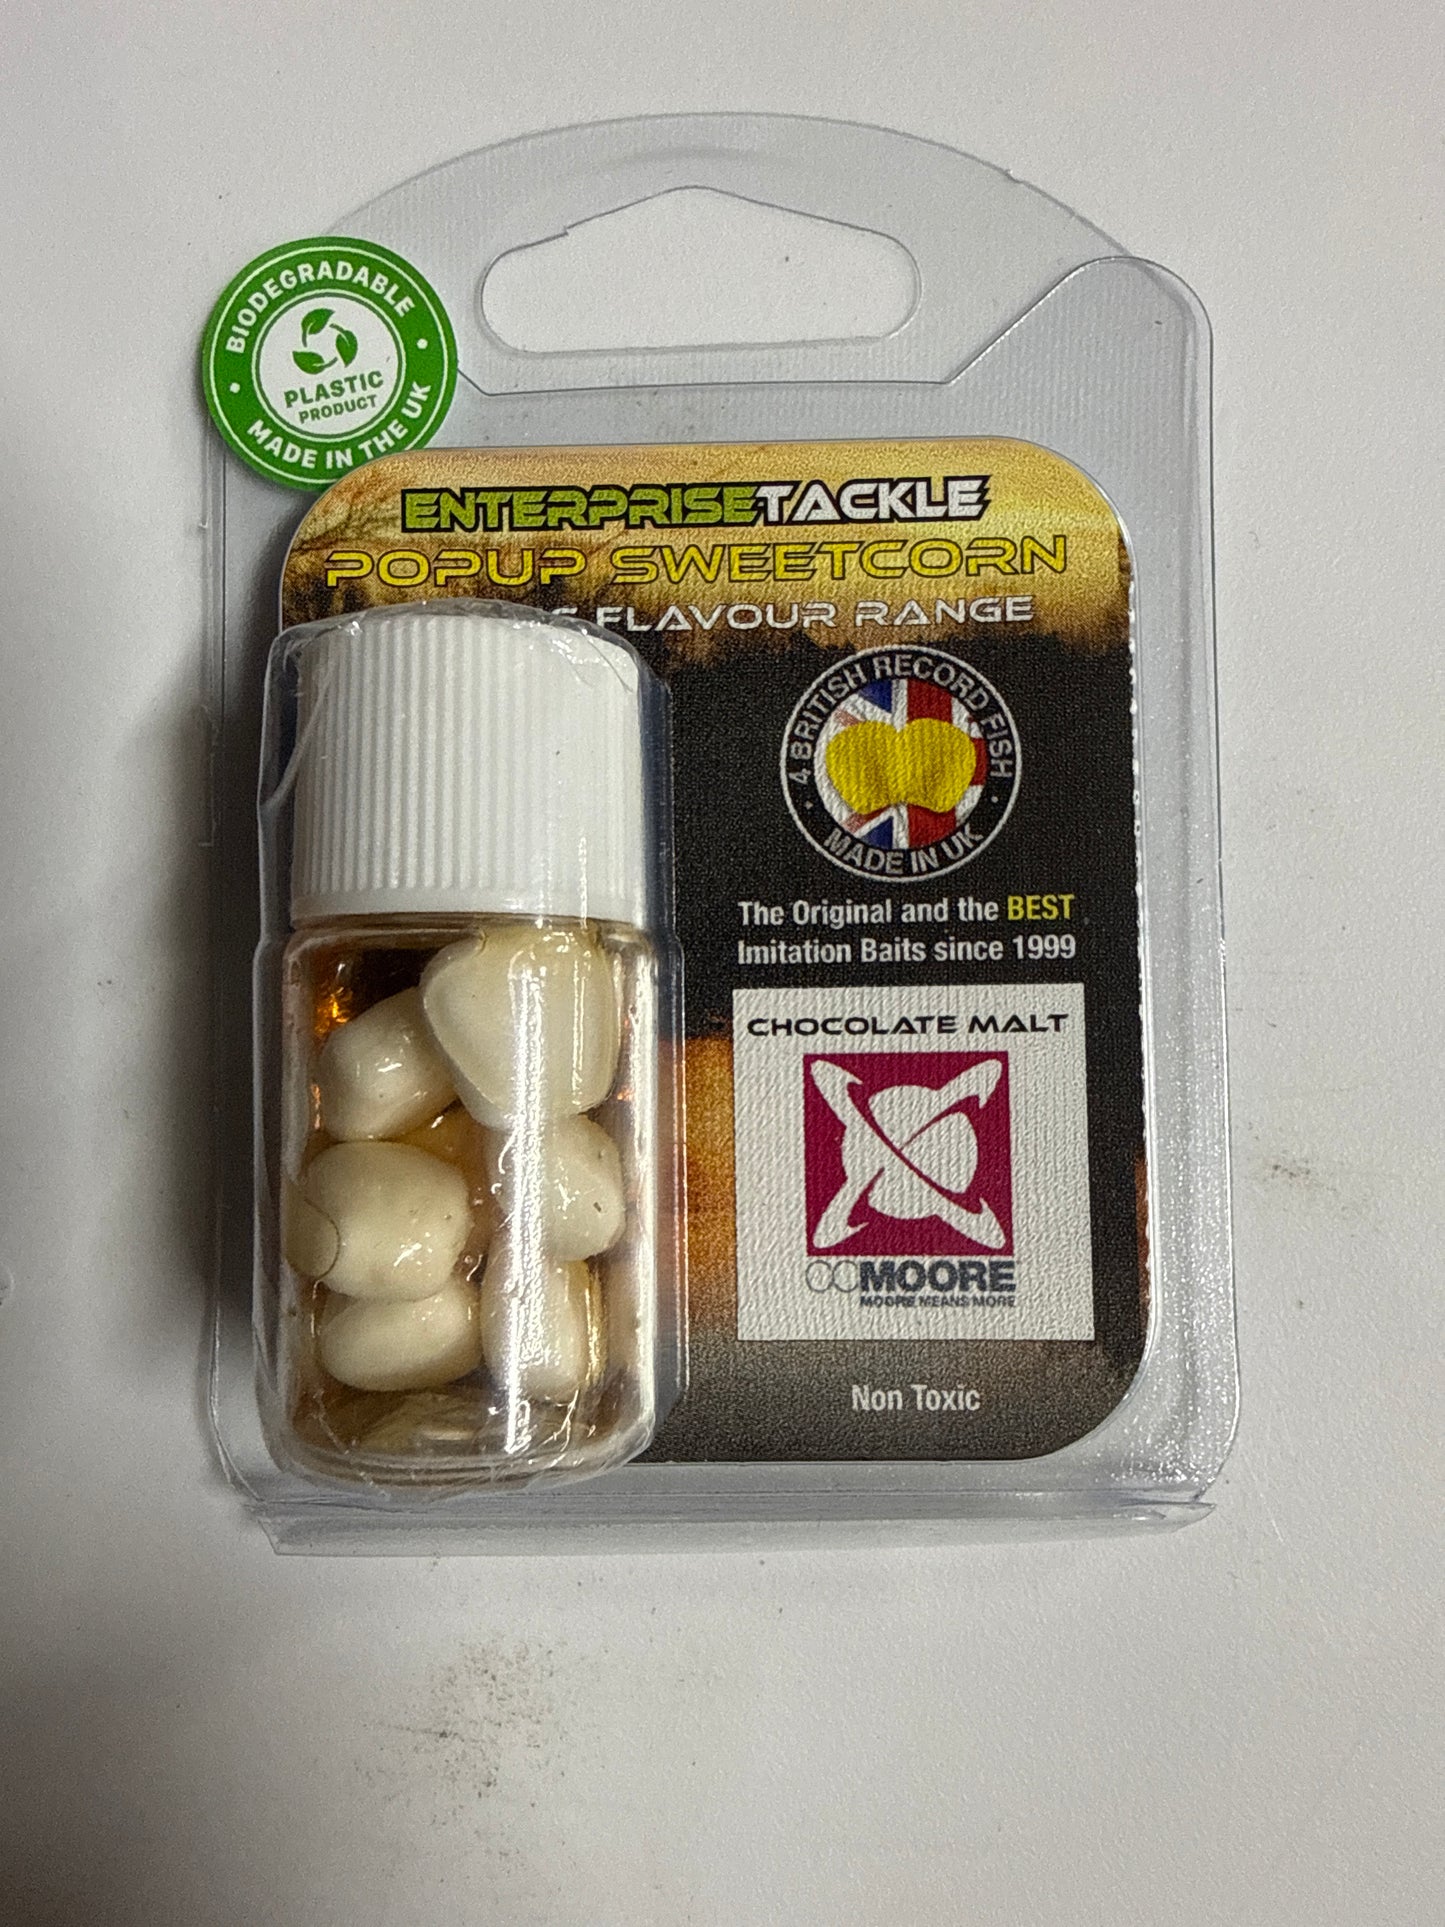 BIODEGRADABLE
PLASTIC
PRODUCT
MADE IN THE UK
ENTERPRISETACKLE
POPUP SWEETCORN
FLAVOUR RANGE
4 BRITISH RECORD FISH
MADE IN UK
The Original and the BEST
Imitation Baits since 1999
CHOCOLATE MALT
CCMOORE
MOORE MEANS MORE
Non Toxic